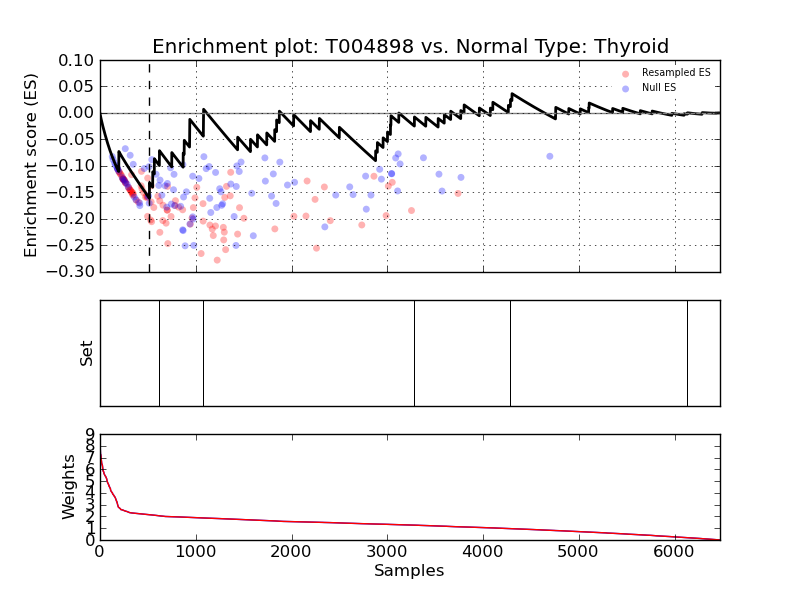 Enrichment plot: T004898 vs. Normal Type: Thyroid
Enrichment score (ES)
0.10
0.05
0.00
−0.05
−0.10
−0.15
−0.20
−0.25
−0.30
Resampled ES
Null ES
Set
Weights
9
8
7
6
5
4
3
2
1
0
0 1000 2000 3000 4000 5000 6000
Samples